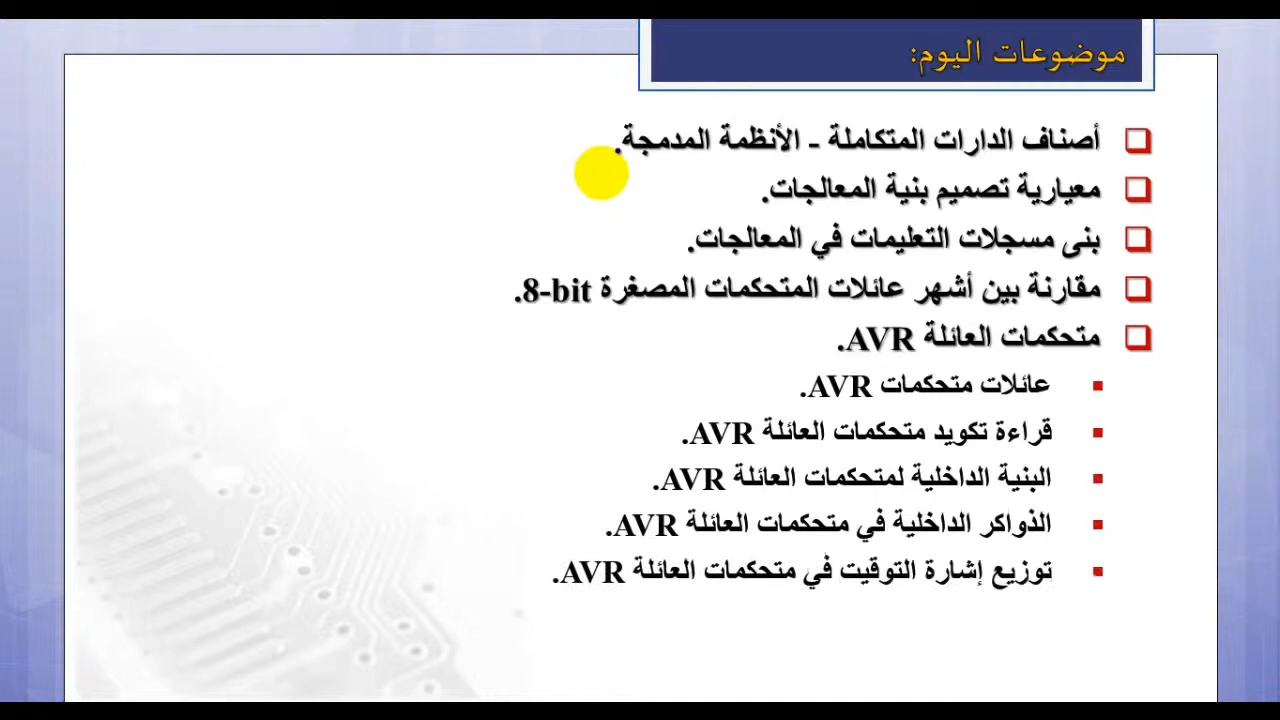 موضوعات اليوم:
أصناف الدارات المتكاملة - الأنظمة المدمجة.
معيارية تصميم بنية المعالجات.
بنى مسجلات التعليمات في المعالجات.
مقارنة بين أشهر عائلات المتحكمات المصغرة 8-bit.
متحكمات العائلة AVR.
عائلات متحكمات AVR.
قراءة تكويد متحكمات العائلة AVR.
البنية الداخلية لمتحكمات العائلة AVR.
الذواكر الداخلية في متحكمات العائلة AVR.
توزيع إشارة التوقيت في متحكمات العائلة AVR.